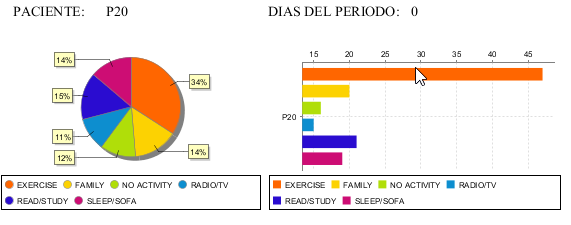 PACIENTE: P20 DIAS DEL PERIODO: 0
14% 34% 15% 11% 12% 14%
15 20 25 30 35 40 45
P20
EXERCISE FAMILY NO ACTIVITY RADIO/TV
READ/STUDY SLEEP/SOFA
EXERCISE FAMILY NO ACTIVITY RADIO/TV
READ/STUDY SLEEP/SOFA